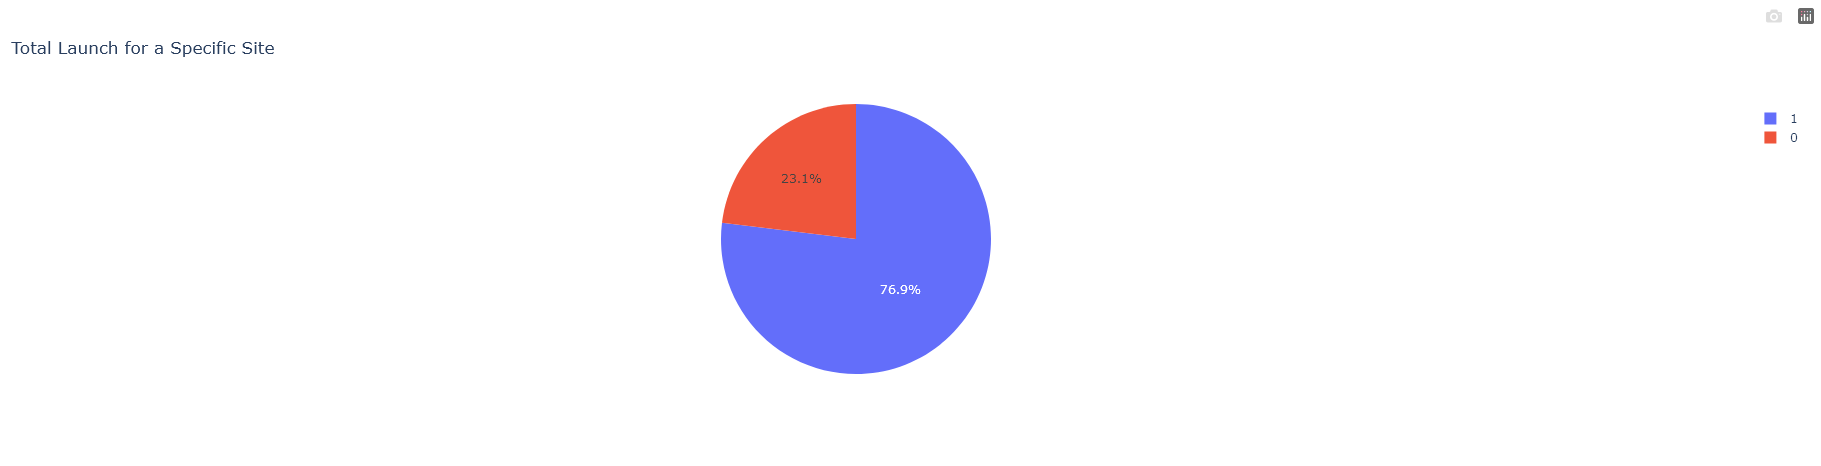 Total Launch for a Specific Site
1
0
23.1%
76.9%